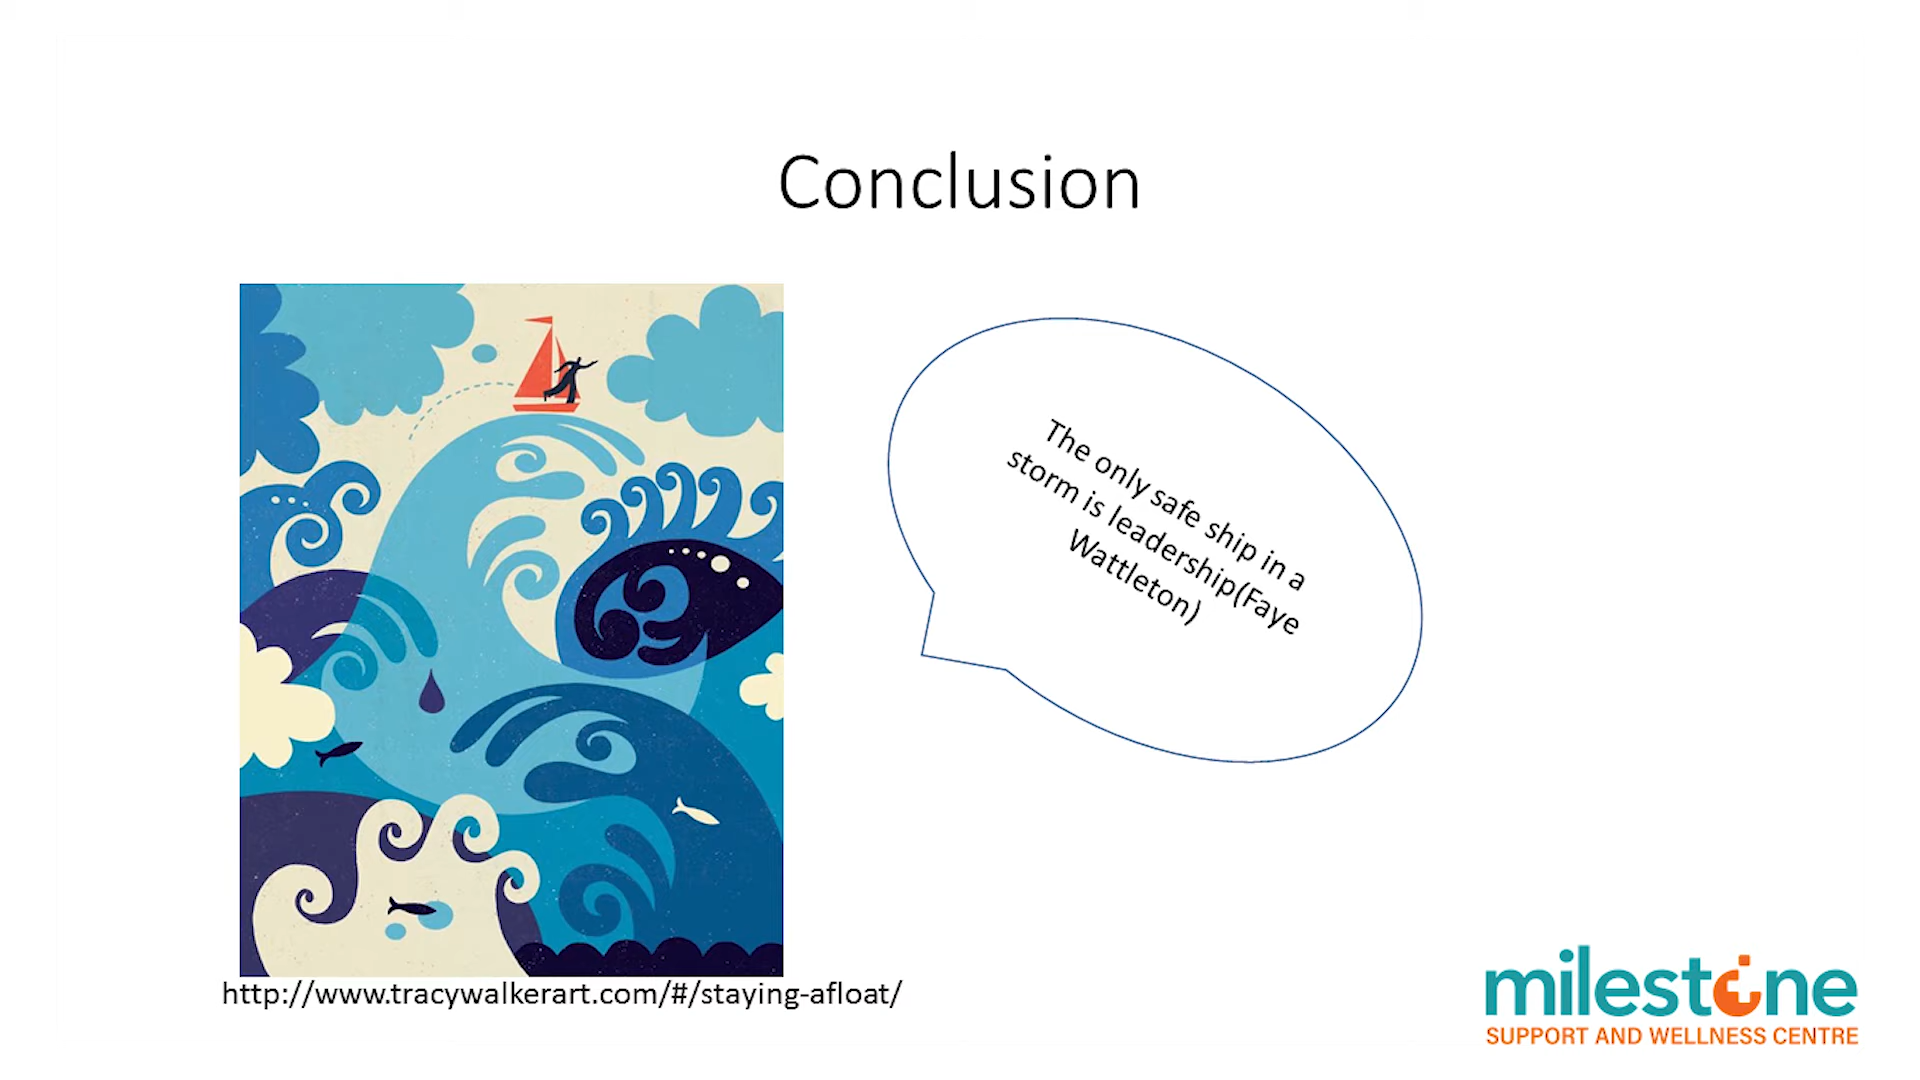 Conclusion
The only safe ship in a
storm is leadership(Faye
Wattleton)
http://www.tracywalkerart.com/#/staying-afloat/
milestone
SUPPORT AND WELLNESS CENTRE